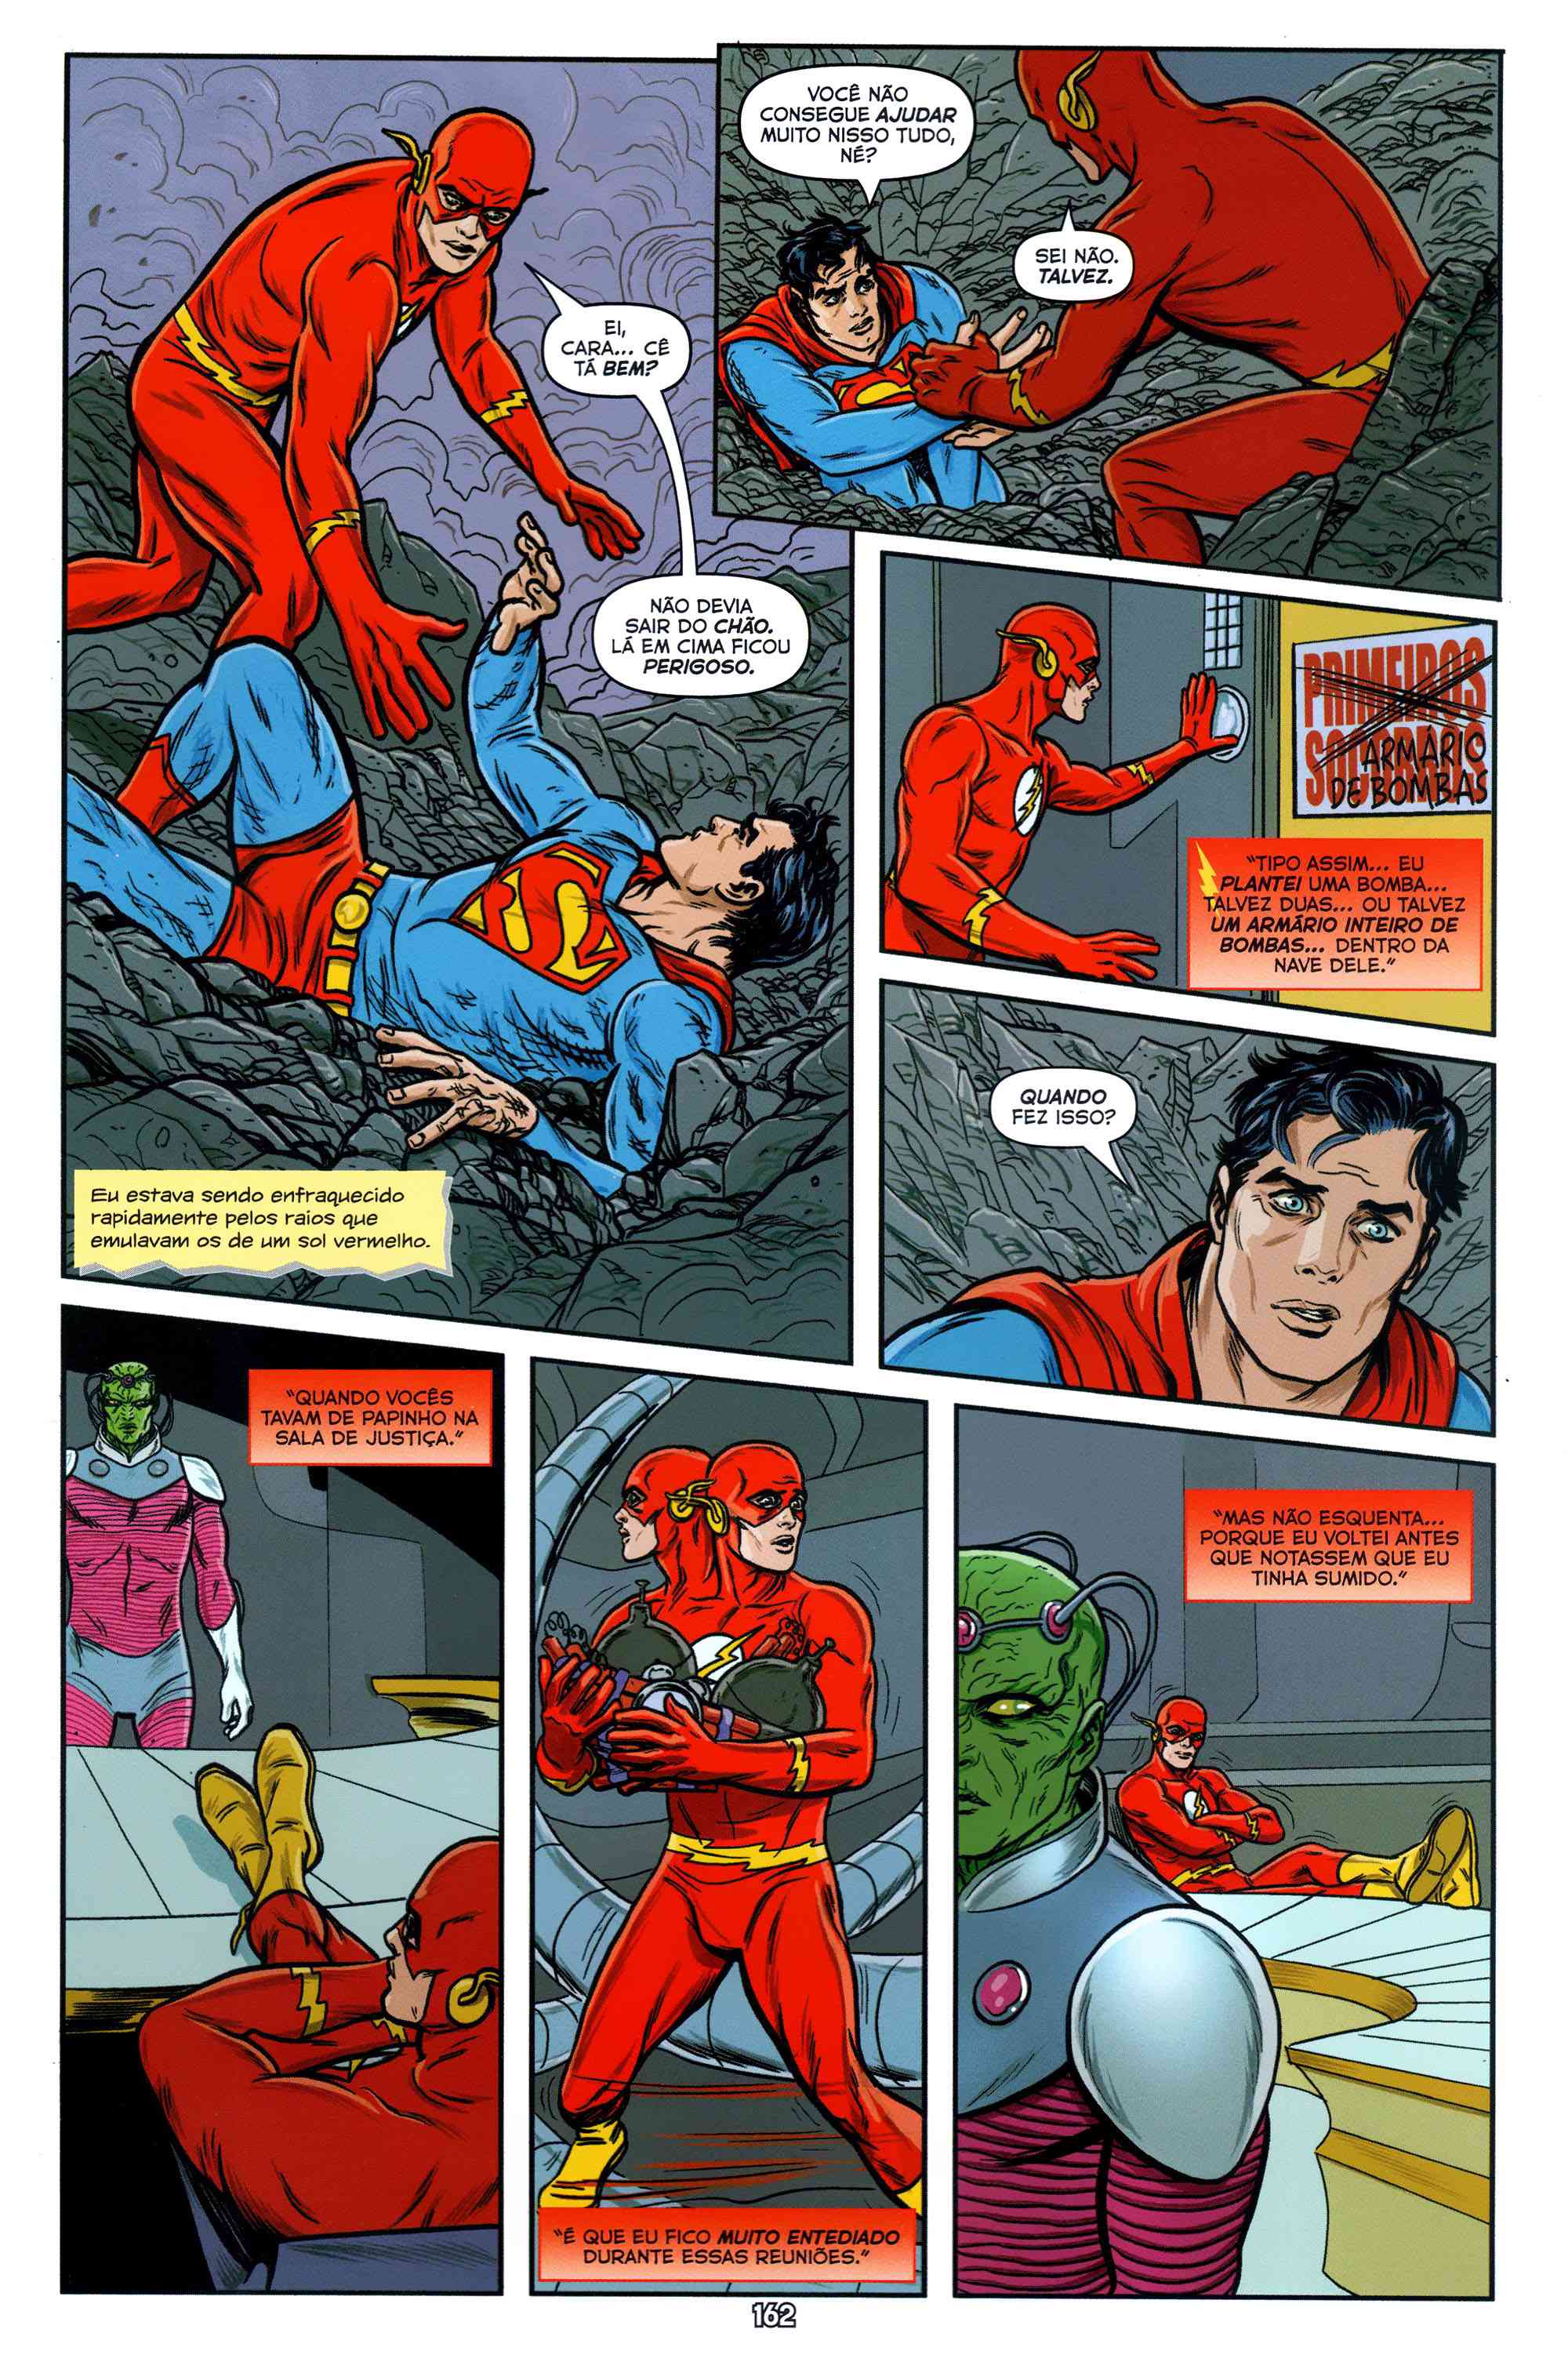 EI,
CARA... CÊ
TÁ BEM?
NÃO DEVIA
SAIR DO CHÃO.
LÁ EM CIMA FICOU
PERIGOSO.
Eu estava sendo enfraquecido
rapidamente pelos raios que
emulavam os de um sol vermelho.
VOCÊ NÃO
CONSEGUE AJUDAR
MUITO NISSO TUDO,
NÉ?
SEI NÃO.
TALVEZ.
PRIMEIROS
SOCORROS
ARMÁRIO
DE BOMBAS
"TIPO ASSIM... EU
PLANTEI UMA BOMBA...
TALVEZ DUAS... OU TALVEZ
UM ARMÁRIO INTEIRO DE
BOMBAS... DENTRO DA
NAVE DELE."
QUANDO
FEZ ISSO?
"QUANDO VOCÊS
TAVAM DE PAPINHO NA
SALA DE JUSTIÇA."
"É QUE EU FICO MUITO ENTEDIADO
DURANTE ESSAS REUNIÕES."
"MAS NÃO ESQUENTA...
PORQUE EU VOLTEI ANTES
QUE NOTASSEM QUE EU
TINHA SUMIDO."
162